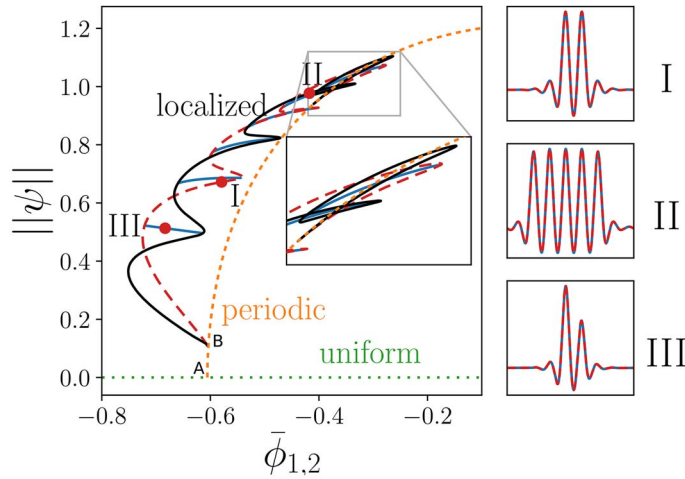 1.2
1.0
0.8
0.6
0.4
0.2
0.0
||ψ||
II
localized
I
III
periodic
B
A
uniform
−0.8
−0.6
−0.4
−0.2
ϕ̄₁,₂
I
II
III